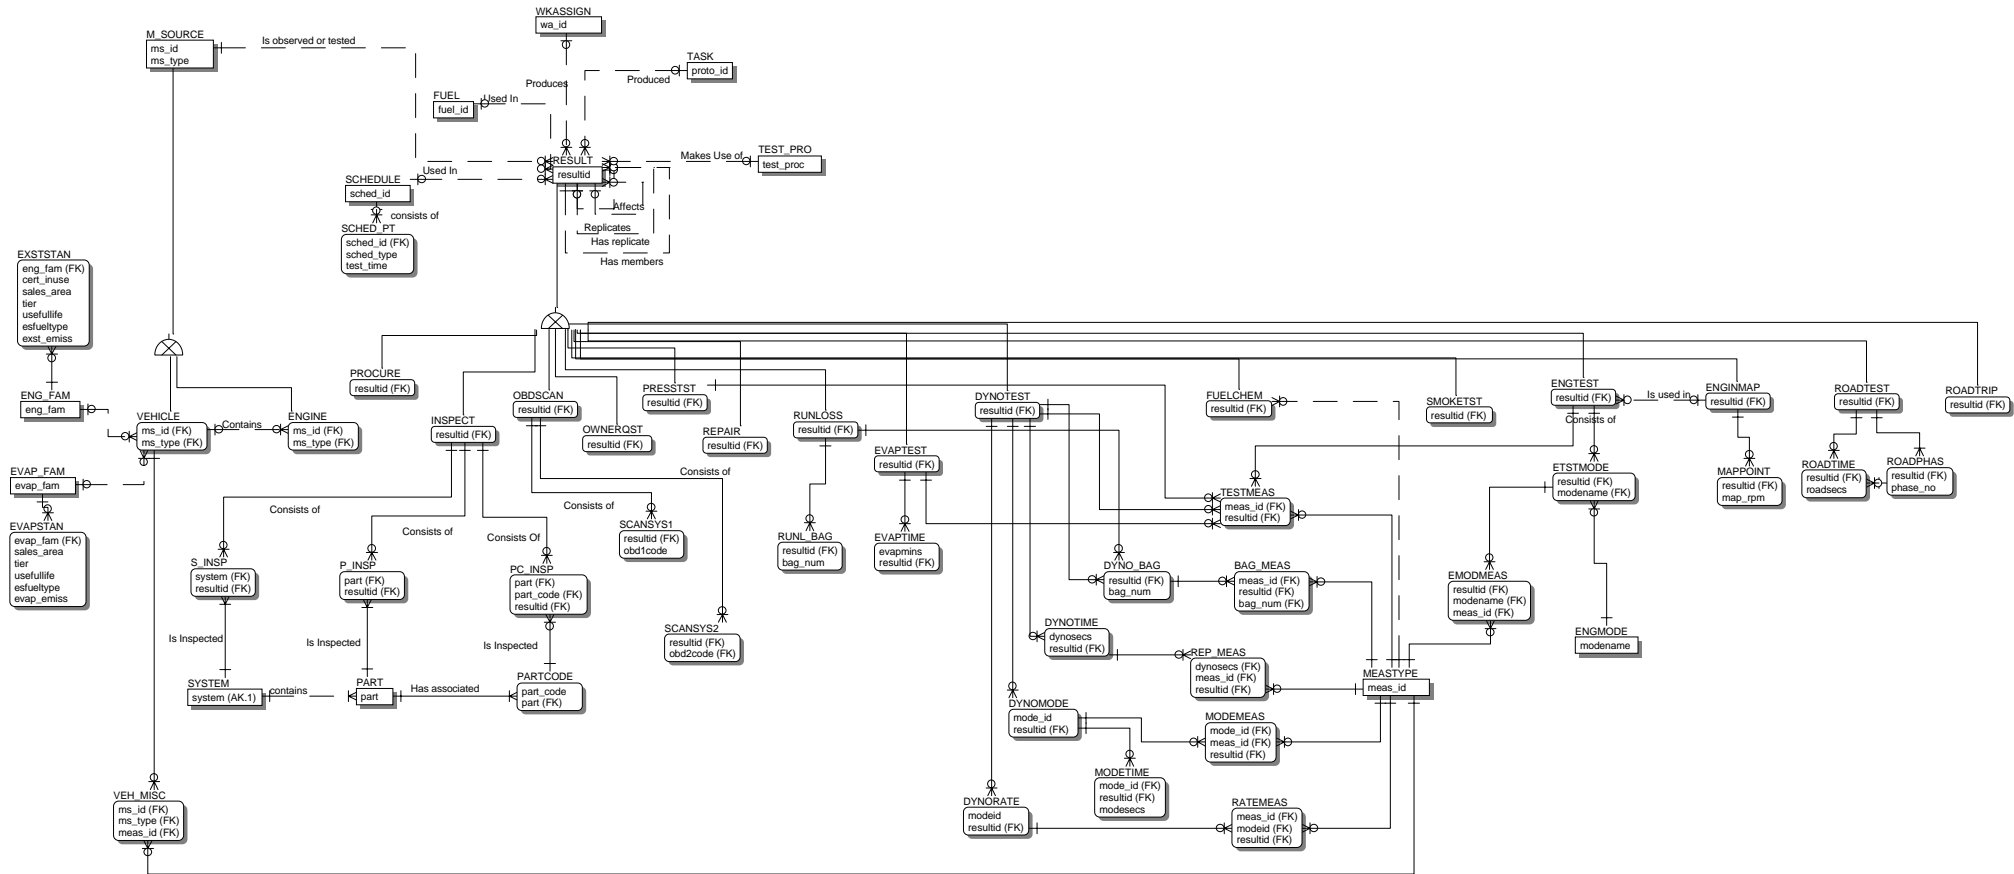 WKASSIGN
wa_id
M_SOURCE
ms_id
ms_type
Is observed or tested
TASK
proto_id
Produces
Produced
FUEL
fuel_id
Used In
RESULT
resultid
Makes Use of
TEST_PRO
test_proc
Used In
SCHEDULE
sched_id
consists of
SCHED_PT
sched_id (FK)
sched_type
test_time
Affects
Replicates
Has replicate
Has members
EXSTSTAN
eng_fam (FK)
cert_inuse
sales_area
tier
usefullife
esfueltype
exst_emiss
ENG_FAM
eng_fam
VEHICLE
ms_id (FK)
ms_type (FK)
Contains
ENGINE
ms_id (FK)
ms_type (FK)
EVAP_FAM
evap_fam
EVAPSTAN
evap_fam (FK)
sales_area
tier
usefullife
esfueltype
evap_emiss
PROCURE
resultid (FK)
INSPECT
resultid (FK)
OBDSCAN
resultid (FK)
OWNERQST
resultid (FK)
PRESSTST
resultid (FK)
REPAIR
resultid (FK)
RUNLOSS
resultid (FK)
EVAPTEST
resultid (FK)
DYNOTEST
resultid (FK)
FUELCHEM
resultid (FK)
SMOKETST
resultid (FK)
ENGTEST
resultid (FK)
Is used in
ENGINMAP
resultid (FK)
ROADTEST
resultid (FK)
ROADTRIP
resultid (FK)
Consists of
Consists of
Consists of
Consists of
Consists of
Consists Of
SCANSYS1
resultid (FK)
obd1code
SCANSYS2
resultid (FK)
obd2code (FK)
RUNL_BAG
resultid (FK)
bag_num
EVAPTIME
evapmins
resultid (FK)
TESTMEAS
meas_id (FK)
resultid (FK)
ETSTMODE
resultid (FK)
modename (FK)
MAPPOINT
resultid (FK)
map_rpm
ROADTIME
resultid (FK)
roadsecs
ROADPHAS
resultid (FK)
phase_no
S_INSP
system (FK)
resultid (FK)
P_INSP
part (FK)
resultid (FK)
PC_INSP
part (FK)
part_code (FK)
resultid (FK)
DYNO_BAG
resultid (FK)
bag_num
BAG_MEAS
meas_id (FK)
resultid (FK)
bag_num (FK)
EMODMEAS
resultid (FK)
modename (FK)
meas_id (FK)
Is Inspected
Is Inspected
Is Inspected
DYNOTIME
dynosecs
resultid (FK)
ENGMODE
modename
REP_MEAS
dynosecs (FK)
meas_id (FK)
resultid (FK)
SYSTEM
system (AK.1)
contains
PART
part
Has associated
PARTCODE
part_code
part (FK)
MEASTYPE
meas_id
DYNOMODE
mode_id
resultid (FK)
MODEMEAS
mode_id (FK)
meas_id (FK)
resultid (FK)
MODETIME
mode_id (FK)
resultid (FK)
modesecs
VEH_MISC
ms_id (FK)
ms_type (FK)
meas_id (FK)
DYNORATE
modeid
resultid (FK)
RATEMEAS
meas_id (FK)
modeid (FK)
resultid (FK)